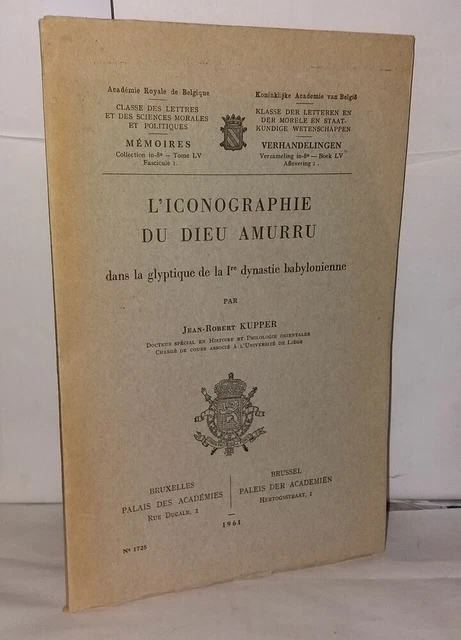 Académie Royale de Belgique
CLASSE DES LETTRES
ET DES SCIENCES MORALES
ET POLITIQUES
MÉMOIRES
Collection in-8º — Tome LV
Fascicule 1.
Koninklijke Academie van België
KLASSE DER LETTEREN EN
DER MORELE EN STAAT-
KUNDIGE WETENSCHAPPEN
VERHANDELINGEN
Verzameling in-8º — Boek LV
Aflevering 1.
L'ICONOGRAPHIE
DU DIEU AMURRU
dans la glyptique de la Ire dynastie babylonienne
PAR
JEAN-ROBERT KUPPER
DOCTEUR SPÉCIAL EN HISTOIRE ET PHILOLOGIE ORIENTALES
CHARGÉ DE COURS ASSOCIÉ À L'UNIVERSITÉ DE LIÈGE
BRUXELLES
PALAIS DES ACADÉMIES
RUE DUCALE, 1
BRUSSEL
PALEIS DER ACADEMIËN
HERTOGSSTRAAT, 1
1961
Nº 1725